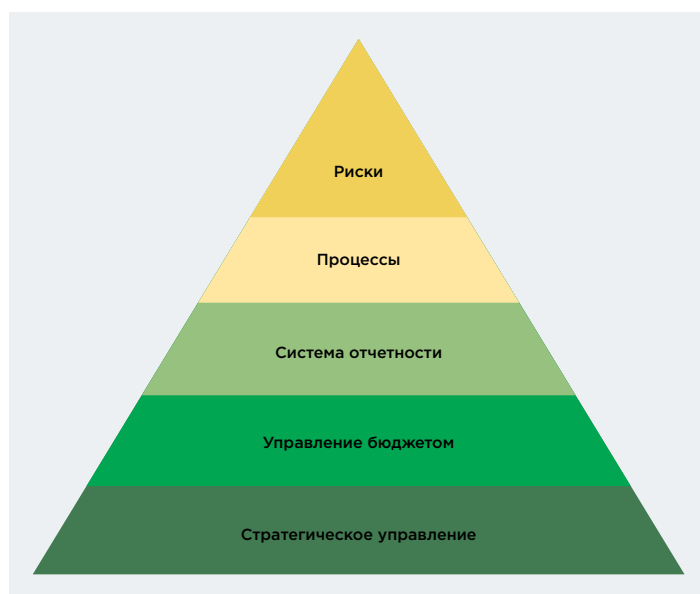 Риски
Процессы
Система отчетности
Управление бюджетом
Стратегическое управление